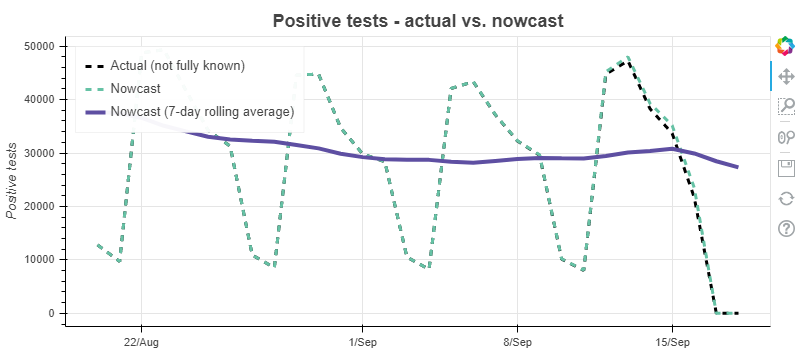 Positive tests - actual vs. nowcast
50000
40000
30000
20000
10000
0
Positive tests
Actual (not fully known)
Nowcast
Nowcast (7-day rolling average)
22/Aug
1/Sep
8/Sep
15/Sep